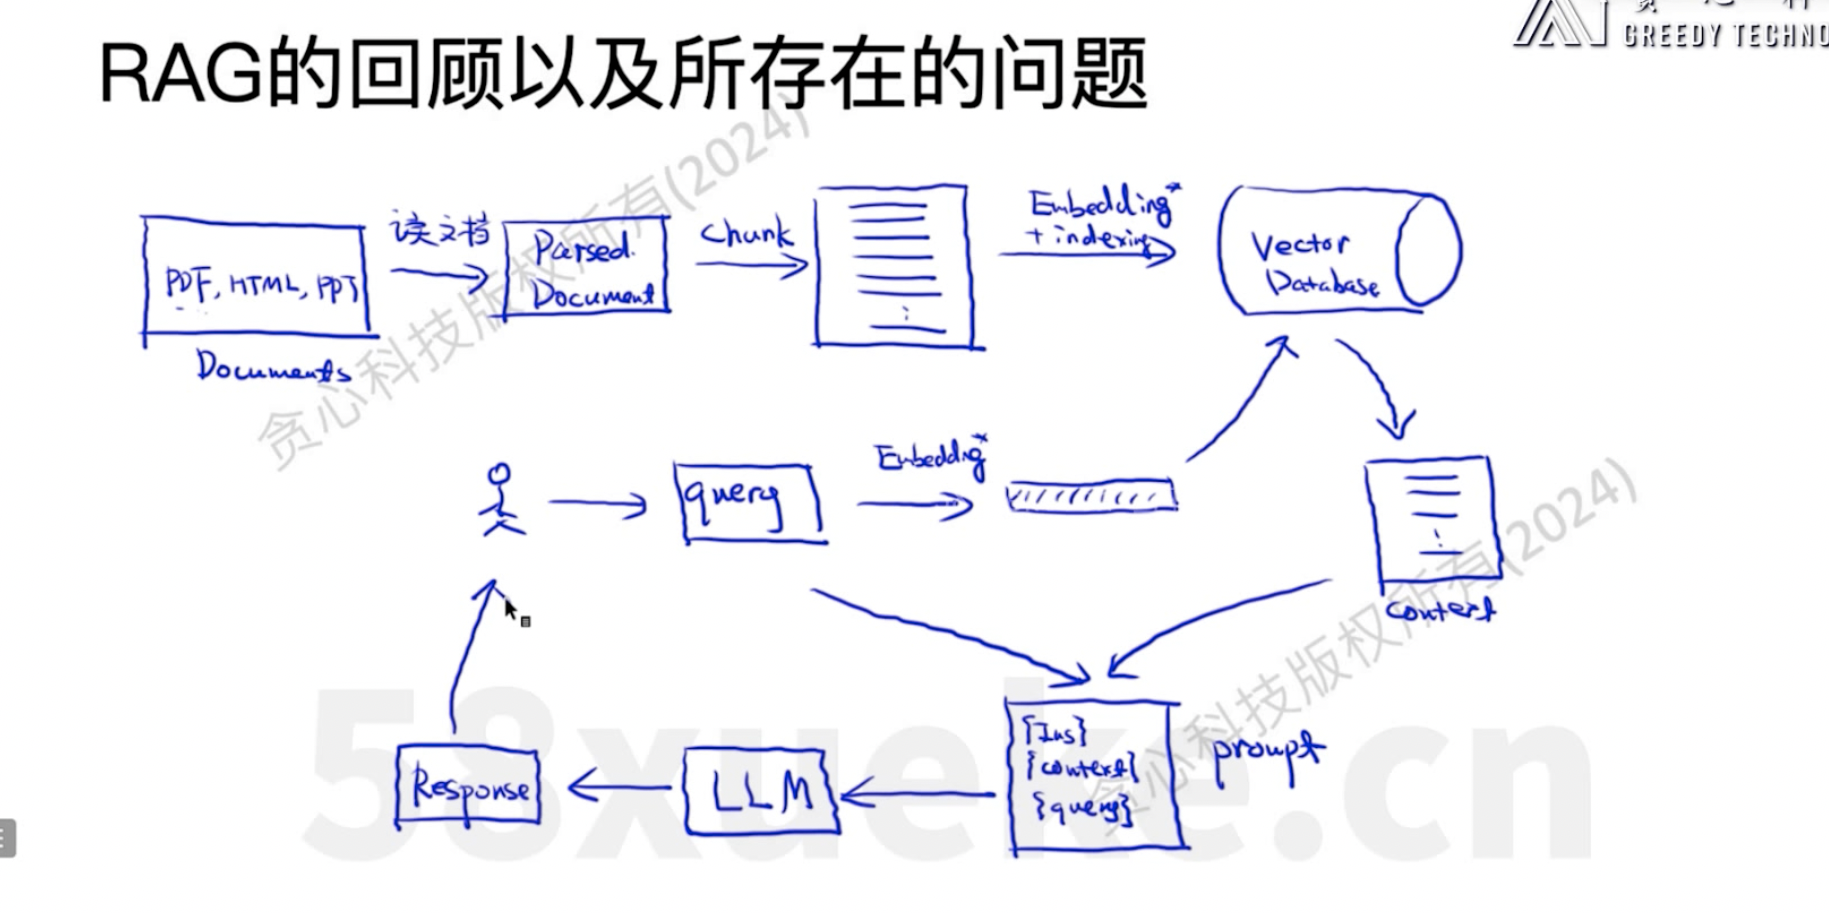 GREEDY TECHNO
RAG的回顾以及所存在的问题
读文档
Parsed
Document
Chunk
Embedding*
+ indexing
Vector
Database
PDF, HTML, PPT
...
Documents
贪心科技版权所有(2024)
query
Embeddig*
context
贪心科技版权所有(2024)
{Ins}
{context}
{query}
prompt
LLM
Response
58xueke.cn